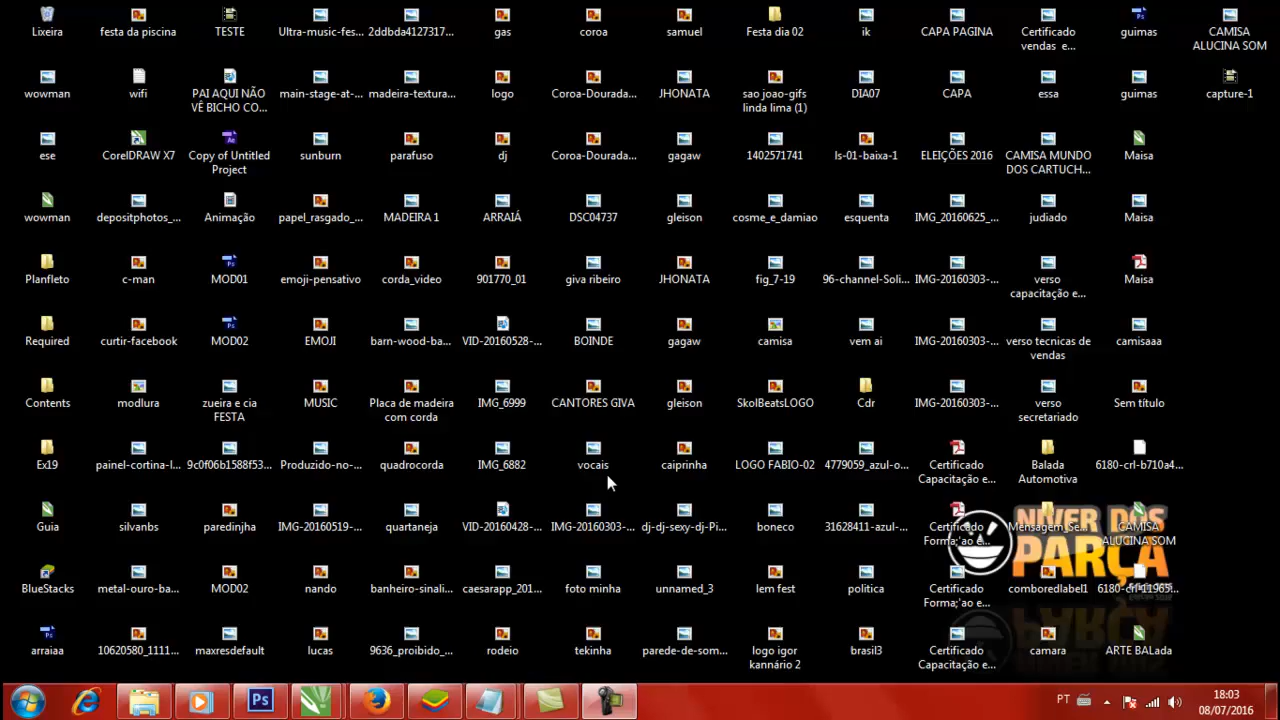 Lixeira
festa da piscina
TESTE
Ultra-music-fes...
2ddbda4127317...
gas
coroa
samuel
Festa dia 02
ik
CAPA PAGINA
Certificado
vendas e...
guimas
CAMISA
ALUCINA SOM
wowman
wifi
PAI AQUI NÃO
VÊ BICHO CO...
main-stage-at-...
madeira-textura...
logo
Coroa-Dourada...
JHONATA
sao joao-gifs
linda lima (1)
DIA07
CAPA
essa
guimas
capture-1
ese
CorelDRAW X7
Copy of Untitled
Project
sunburn
parafuso
dj
Coroa-Dourada...
gagaw
1402571741
ls-01-baixa-1
ELEIÇÕES 2016
CAMISA MUNDO
DOS CARTUCH...
Maisa
wowman
depositphotos_...
Animação
papel_rasgado_...
MADEIRA 1
ARRAIÁ
DSC04737
gleison
cosme_e_damiao
esquenta
IMG_20160625_...
judiado
Maisa
Planfleto
c-man
MOD01
emoji-pensativo
corda_video
901770_01
giva ribeiro
JHONATA
fig_7-19
96-channel-Soli...
IMG-20160303-...
verso
capacitação e...
Maisa
Required
curtir-facebook
MOD02
EMOJI
barn-wood-ba...
VID-20160528-...
BOINDE
gagaw
camisa
vem ai
IMG-20160303-...
verso tecnicas de
vendas
camisaaa
Contents
modlura
zueira e cia
FESTA
MUSIC
Placa de madeira
com corda
IMG_6999
CANTORES GIVA
gleison
SkolBeatsLOGO
Cdr
IMG-20160303-...
verso
secretariado
Sem título
Ex19
painel-cortina-l...
9c0f06b1588f53...
Produzido-no-...
quadrocorda
IMG_6882
vocais
caiprinha
LOGO FABIO-02
4779059_azul-o...
Certificado
Capacitação e...
Balada
Automotiva
6180-crl-b710a4...
Guia
silvanbs
paredinjha
IMG-20160519-...
quartaneja
VID-20160428-...
IMG-20160303-...
dj-dj-sexy-dj-Pi...
boneco
31628411-azul-...
Certificado
Forma;'ao e...
Mensagem_Se...
CAMISA
ALUCINA SOM
NIVER DOS
PARÇA
BlueStacks
metal-ouro-xa...
MOD02
nando
banheiro-sinali...
caesarapp_201...
foto minha
unnamed_3
lem fest
politica
Certificado
Forma;'ao e...
comboredlabel1
arraiaa
10620580_1111...
maxresdefault
lucas
9636_proibido_...
rodeio
tekinha
parede-de-som...
logo igor
kannário 2
brasil3
Certificado
Capacitação e...
camara
ARTE BALada
Ps
PT
18:03
08/07/2016